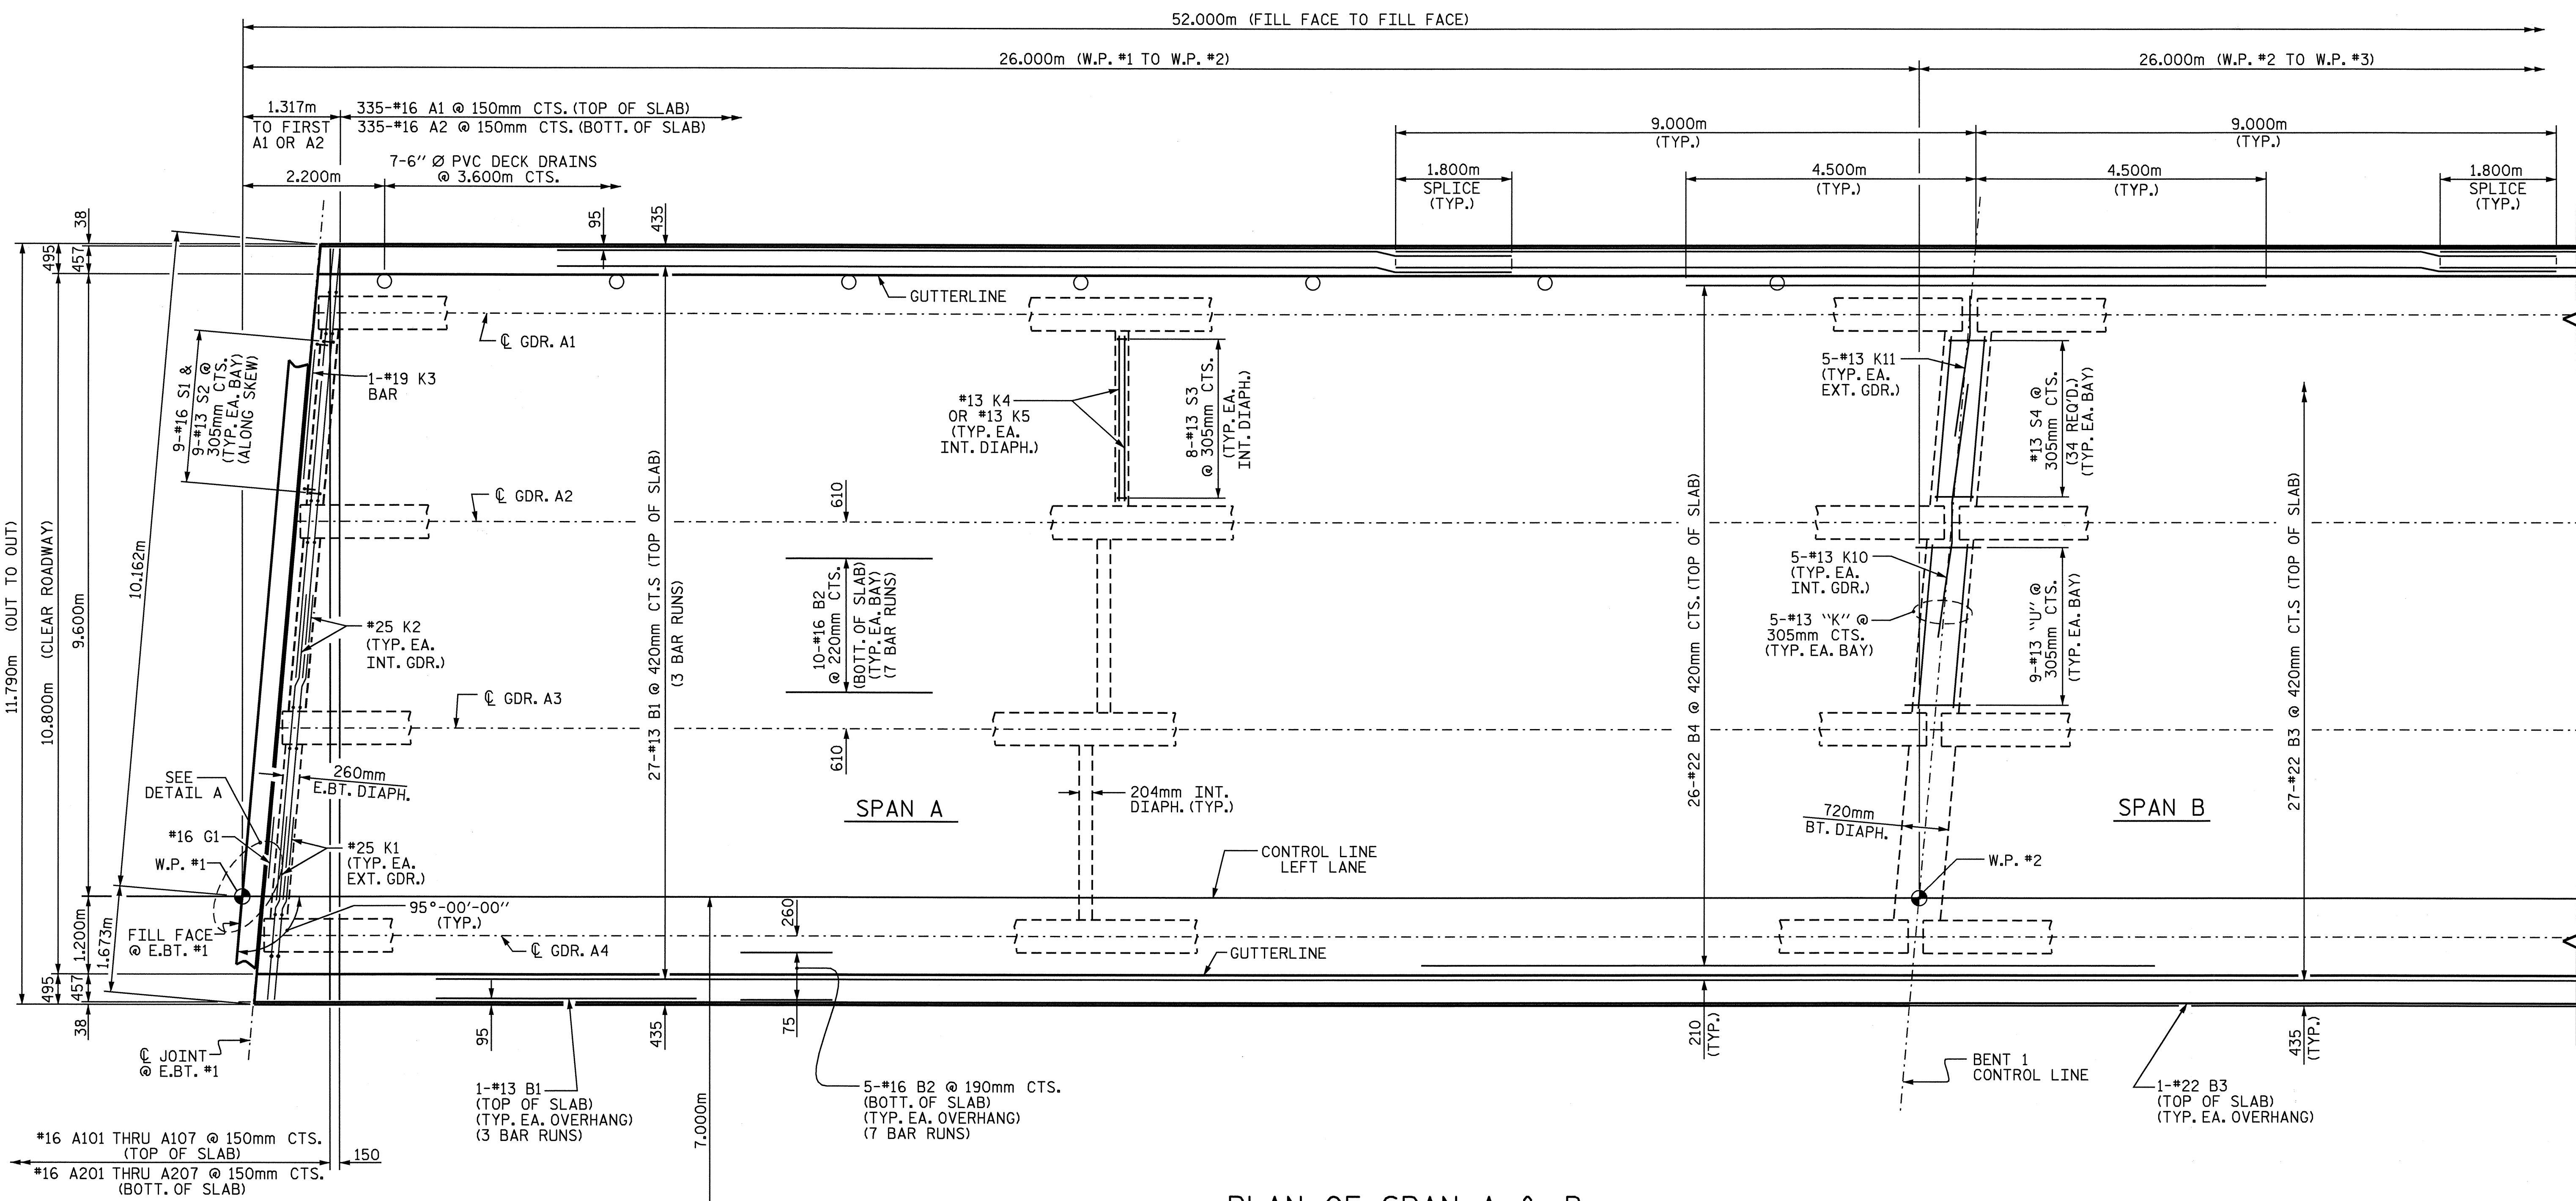 52.000m (FILL FACE TO FILL FACE)
26.000m (W.P. #1 TO W.P. #2)
26.000m (W.P. #2 TO W.P. #3)
1.317m
TO FIRST
A1 OR A2
335-#16 A1 @ 150mm CTS. (TOP OF SLAB)
335-#16 A2 @ 150mm CTS. (BOTT. OF SLAB)
7-6" Ø PVC DECK DRAINS
@ 3.600m CTS.
2.200m
9.000m
(TYP.)
9.000m
(TYP.)
1.800m
SPLICE
(TYP.)
4.500m
(TYP.)
4.500m
(TYP.)
1.800m
SPLICE
(TYP.)
38
495
457
95
435
GUTTERLINE
℄ GDR. A1
9-#16 S1 &
9-#13 S2 @
305mm CTS.
(TYP. EA. BAY)
(ALONG SKEW)
1-#19 K3
BAR
#13 K4
OR #13 K5
(TYP. EA.
INT. DIAPH.)
8-#13 S3
@ 305mm CTS.
(TYP. EA.
INT. DIAPH.)
5-#13 K11
(TYP. EA.
EXT. GDR.)
#13 S4 @
305mm CTS.
(34 REQ'D.)
(TYP. EA. BAY)
11.790m (OUT TO OUT)
10.800m (CLEAR ROADWAY)
9.600m
10.162m
℄ GDR. A2
27-#13 B1 @ 420mm CT.S (TOP OF SLAB)
(3 BAR RUNS)
610
10-#16 B2
@ 220mm CTS.
(BOTT. OF SLAB)
(TYP. EA. BAY)
(7 BAR RUNS)
610
26-#22 B4 @ 420mm CTS. (TOP OF SLAB)
27-#22 B3 @ 420mm CT.S (TOP OF SLAB)
5-#13 K10
(TYP. EA.
INT. GDR.)
5-#13 "K" @
305mm CTS.
(TYP. EA. BAY)
9-#13 "U" @
305mm CTS.
(TYP. EA. BAY)
#25 K2
(TYP. EA.
INT. GDR.)
℄ GDR. A3
SEE
DETAIL A
260mm
E.BT. DIAPH.
SPAN A
204mm INT.
DIAPH. (TYP.)
720mm
BT. DIAPH.
SPAN B
#16 G1
W.P. #1
#25 K1
(TYP. EA.
EXT. GDR.)
CONTROL LINE
LEFT LANE
W.P. #2
95°-00'-00"
(TYP.)
FILL FACE
@ E.BT. #1
1.200m
1.673m
495
457
38
℄ GDR. A4
260
GUTTERLINE
95
435
75
210
(TYP.)
435
(TYP.)
℄ JOINT
@ E.BT. #1
1-#13 B1
(TOP OF SLAB)
(TYP. EA. OVERHANG)
(3 BAR RUNS)
7.000m
5-#16 B2 @ 190mm CTS.
(BOTT. OF SLAB)
(TYP. EA. OVERHANG)
(7 BAR RUNS)
BENT 1
CONTROL LINE
1-#22 B3
(TOP OF SLAB)
(TYP. EA. OVERHANG)
#16 A101 THRU A107 @ 150mm CTS.
(TOP OF SLAB)
#16 A201 THRU A207 @ 150mm CTS.
(BOTT. OF SLAB)
150
PLAN OF SPAN A & B